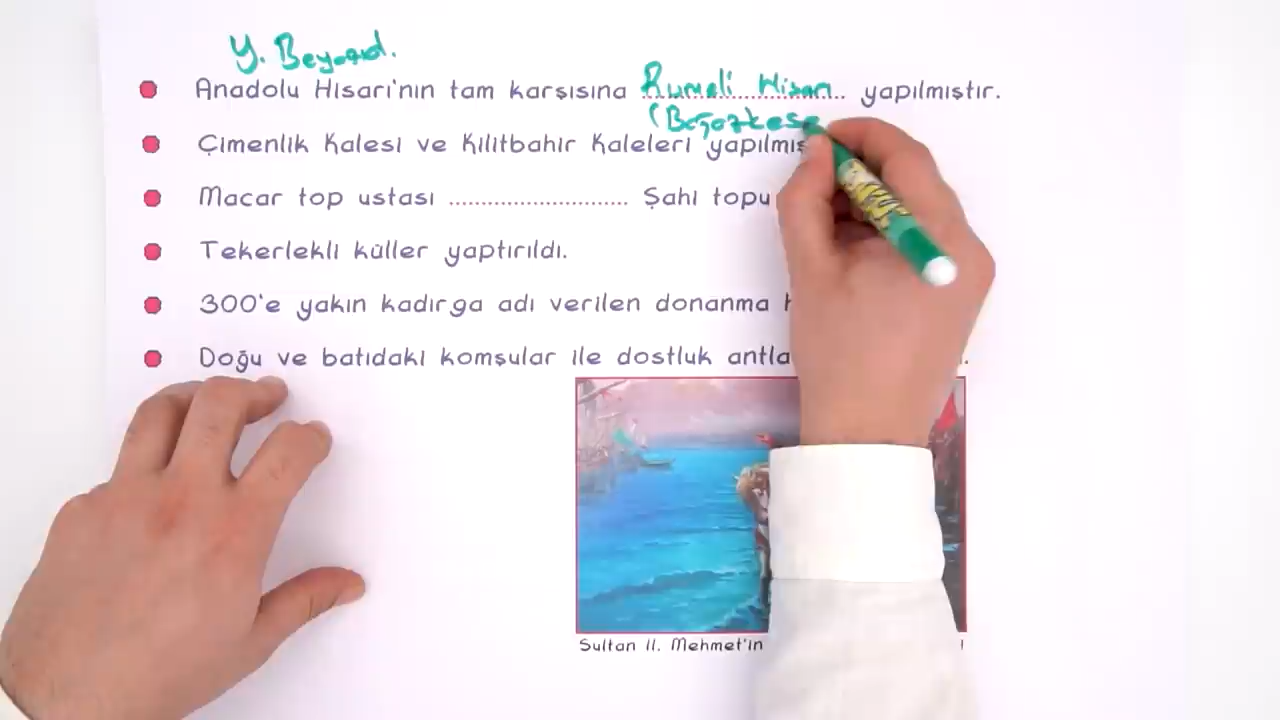 Y. Beyazıd.
Anadolu Hisarı'nın tam karşısına Rumeli Hisarı yapılmıştır.
(Boğazkese
Çimenlik Kalesi ve Kilitbahir Kaleleri yapılmış
Macar top ustası ............................ Şahi topu
Tekerlekli küller yaptırıldı.
300'e yakın kadırga adı verilen donanma
Doğu ve batıdaki komşular ile dostluk
Sultan II. Mehmet'in